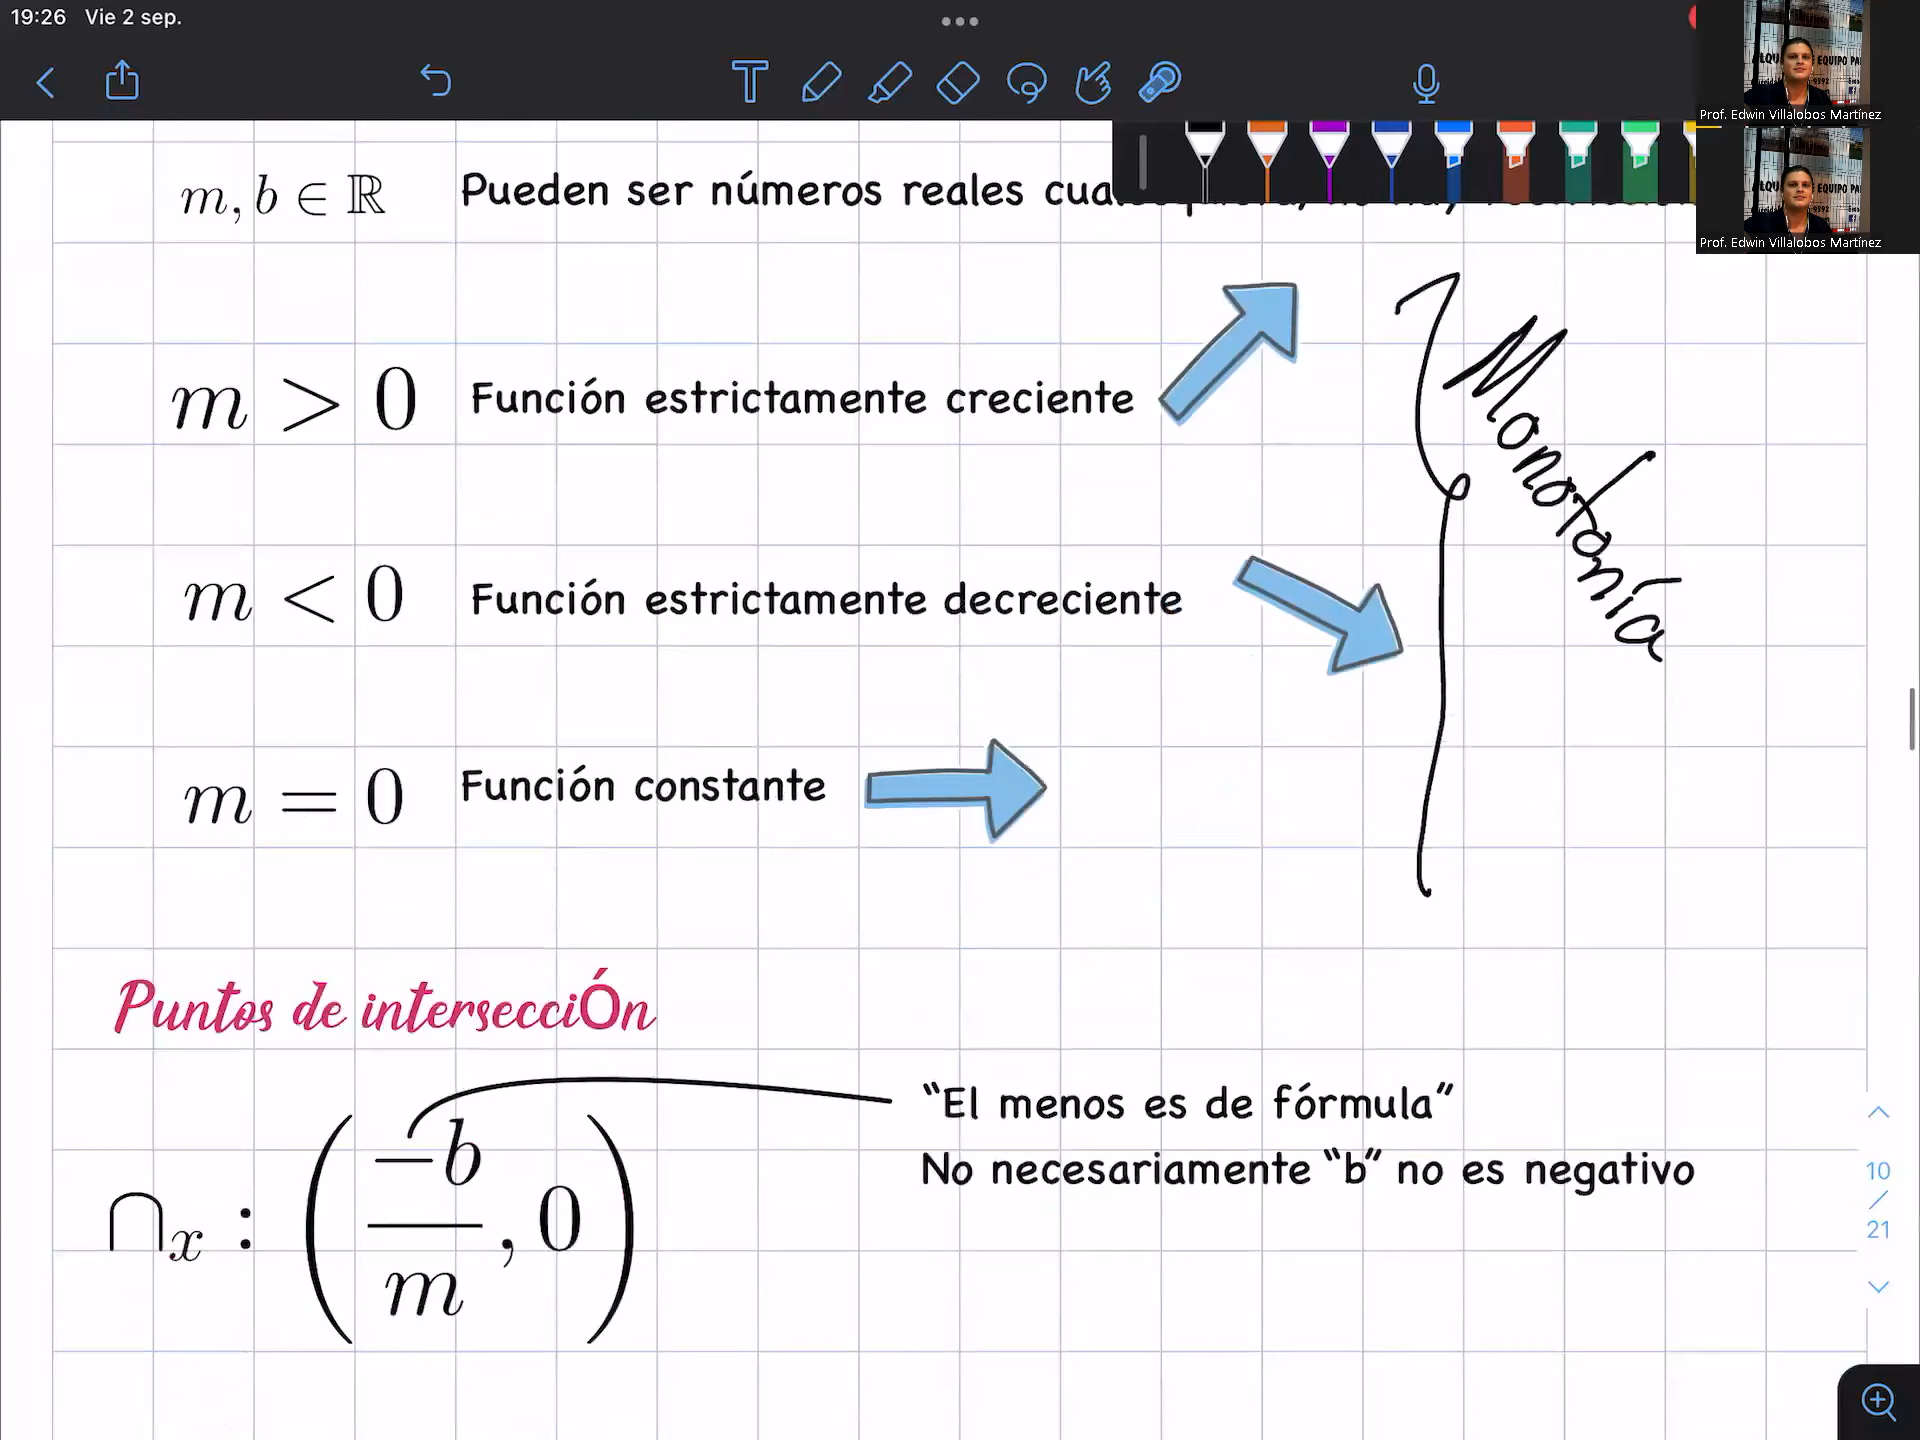 19:26 Vie 2 sep.
Prof. Edwin Villalobos Martínez
Prof. Edwin Villalobos Martínez
m, b ∈ ℝ Pueden ser números reales
m > 0 Función estrictamente creciente
Monotonía
m < 0 Función estrictamente decreciente
m = 0 Función constante
Puntos de intersecciÓn
"El menos es de fórmula"
No necesariamente "b" no es negativo
∩x : (−b/m, 0)
10
/
21